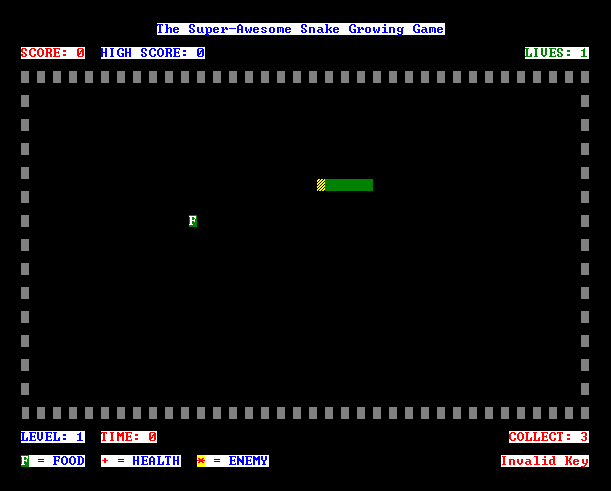 The Super-Awesome Snake Growing Game
SCORE: 0 HIGH SCORE: 0 LIVES: 1
F
LEVEL: 1 TIME: 0 COLLECT: 3
F = FOOD + = HEALTH * = ENEMY Invalid Key